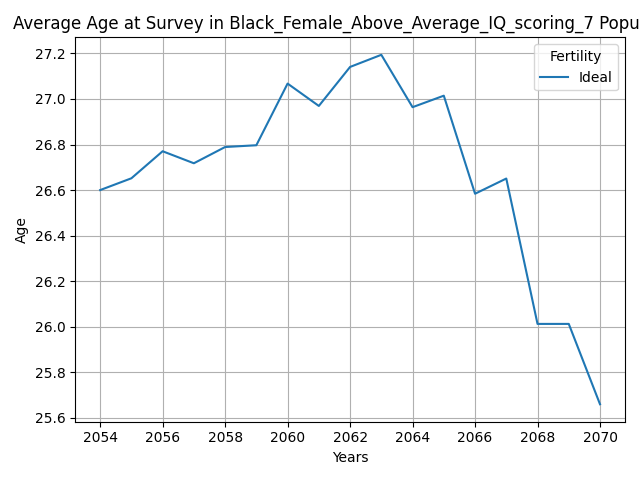 Average Age at Survey in Black_Female_Above_Average_IQ_scoring_7 Popu
Fertility
Ideal
27.2
27.0
26.8
26.6
26.4
26.2
26.0
25.8
25.6
Age
2054 2056 2058 2060 2062 2064 2066 2068 2070
Years